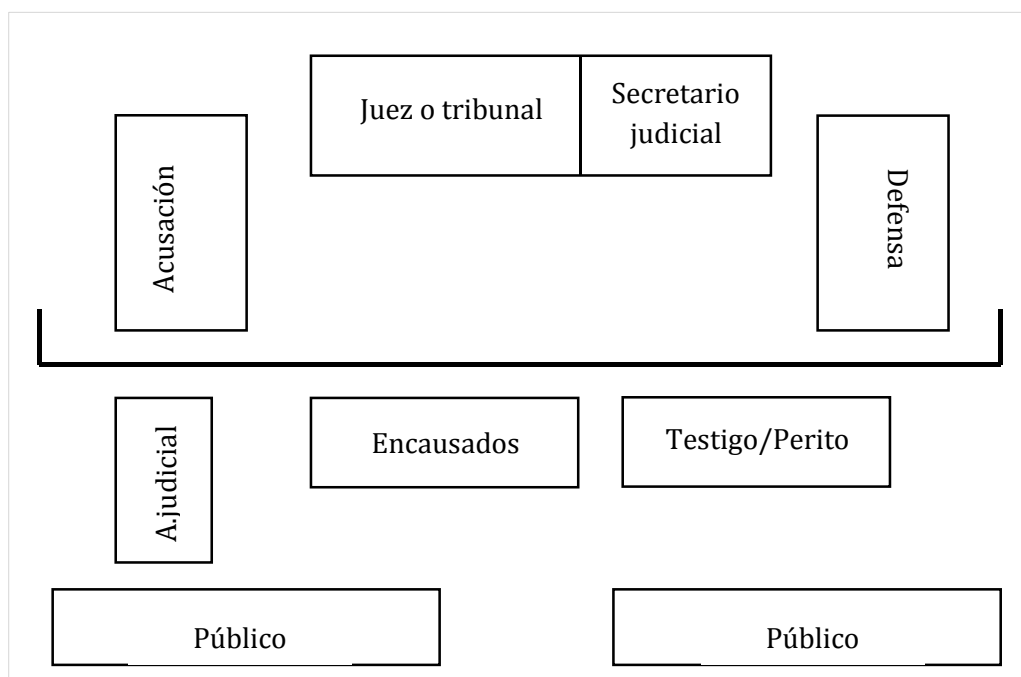 Juez o tribunal
Secretario
judicial
Acusación
Defensa
A.judicial
Encausados
Testigo/Perito
Público
Público